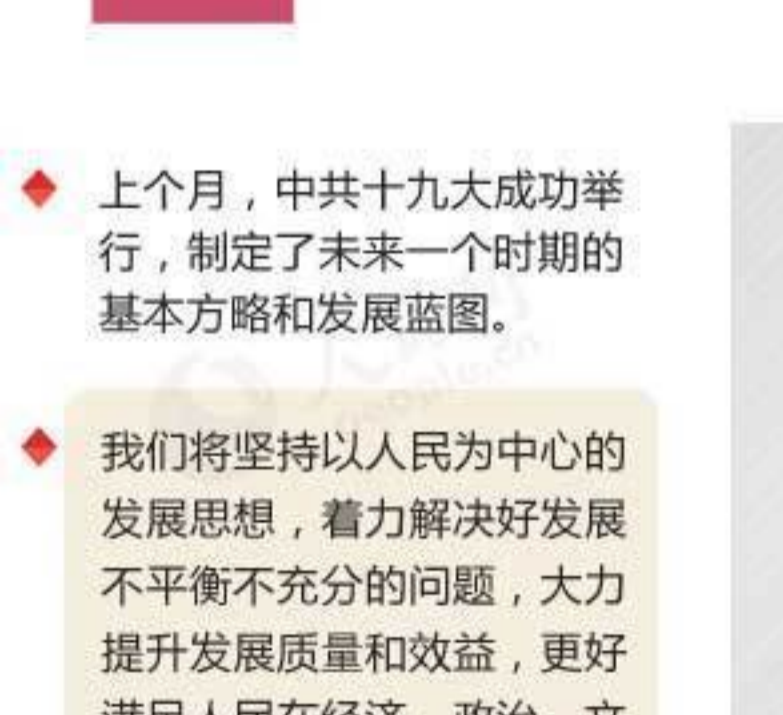 上个月，中共十九大成功举
行，制定了未来一个时期的
基本方略和发展蓝图。
people.cn
我们将坚持以人民为中心的
发展思想，着力解决好发展
不平衡不充分的问题，大力
提升发展质量和效益，更好